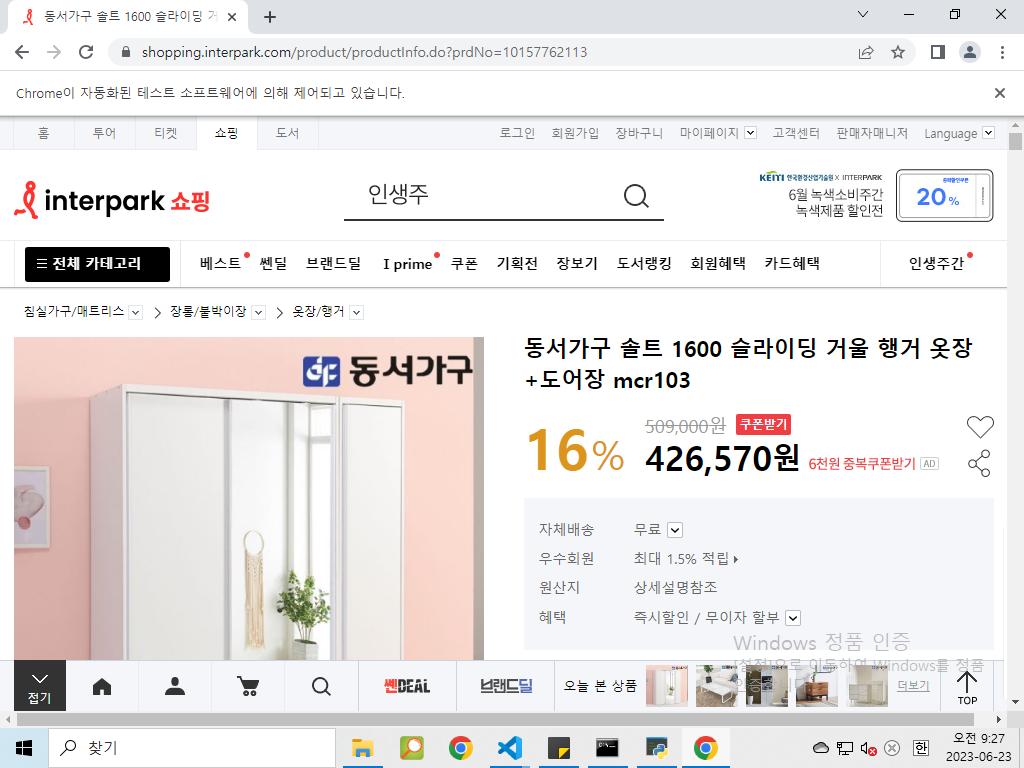 동서가구 솔트 1600 슬라이딩 거
shopping.interpark.com/product/productInfo.do?prdNo=10157762113
Chrome이 자동화된 테스트 소프트웨어에 의해 제어되고 있습니다.
홈 투어 티켓 쇼핑 도서 로그인 회원가입 장바구니 마이페이지 고객센터 판매자매니저 Language
interpark 쇼핑
인생주
KEITI 한국환경산업기술원 X INTERPARK
6월 녹색소비주간
녹색제품 할인전
중복할인쿠폰
20%
전체 카테고리 베스트 쎈딜 브랜드딜 I prime 쿠폰 기획전 장보기 도서랭킹 회원혜택 카드혜택 인생주간
침실가구/매트리스 장롱/붙박이장 옷장/행거
동서가구
동서가구 솔트 1600 슬라이딩 거울 행거 옷장
+도어장 mcr103
16%
509,000원 쿠폰받기
426,570원 6천원 중복쿠폰받기 AD
자체배송 무료
우수회원 최대 1.5% 적립
원산지 상세설명참조
혜택 즉시할인 / 무이자 할부
Windows 정품 인증
[설정]으로 이동하여 Windows를 정품
접기 쎈DEAL 브랜드딜 오늘 본 상품 더보기 TOP
찾기
한
오전 9:27
2023-06-23